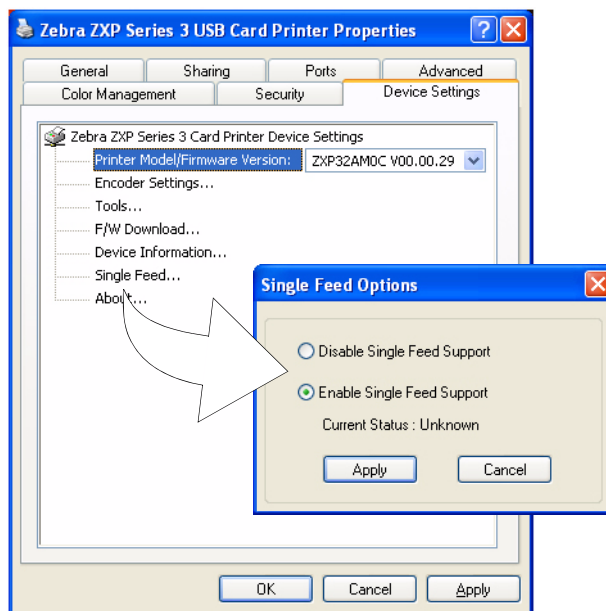 Zebra ZXP Series 3 USB Card Printer Properties
General Sharing Ports Advanced
Color Management Security Device Settings
Zebra ZXP Series 3 Card Printer Device Settings
Printer Model/Firmware Version: ZXP32AM0C V00.00.29
Encoder Settings...
Tools...
F/W Download...
Device Information...
Single Feed...
About...
Single Feed Options
Disable Single Feed Support
Enable Single Feed Support
Current Status : Unknown
Apply Cancel
OK Cancel Apply